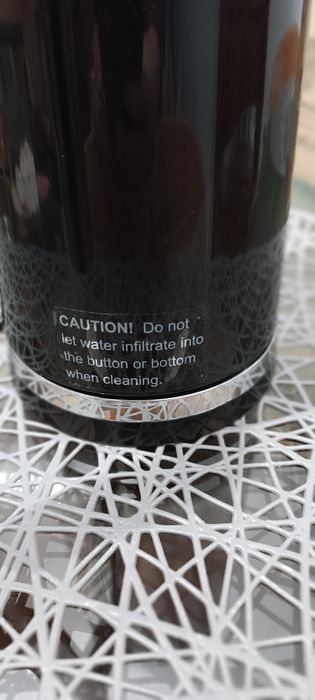 CAUTION! Do not
let water infiltrate into
the button or bottom
when cleaning.